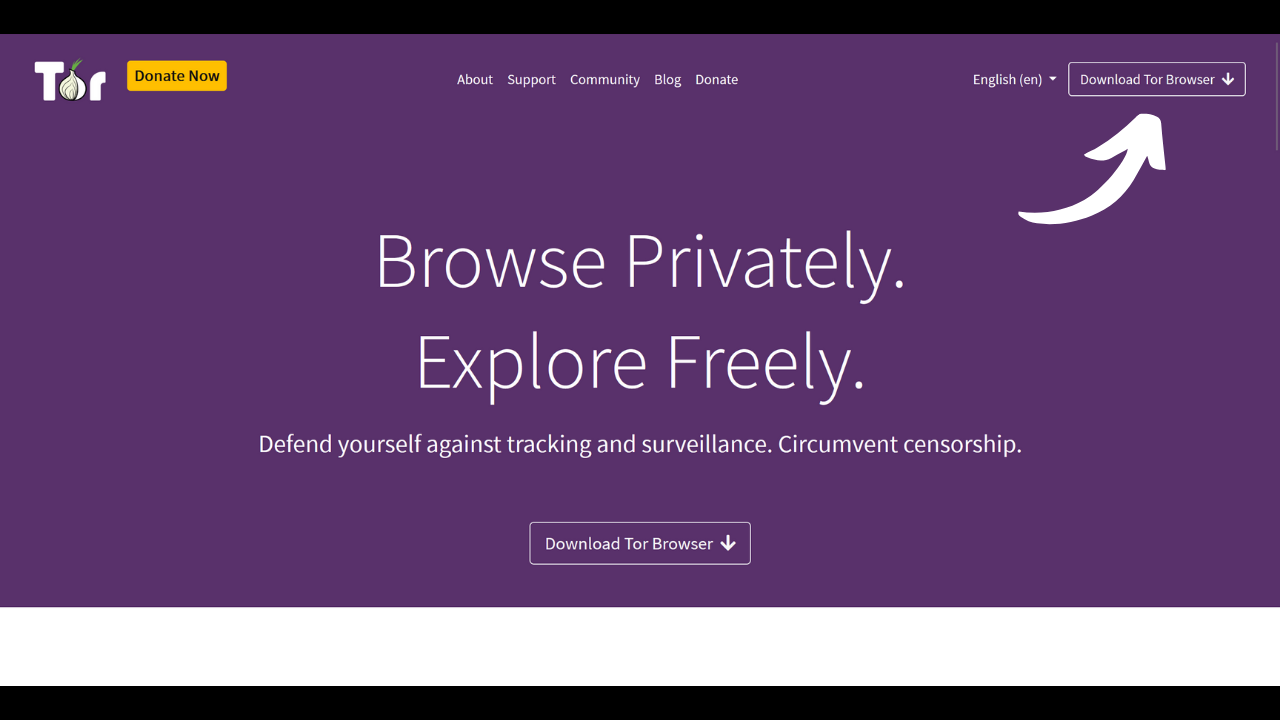 Tor
Donate Now
About Support Community Blog Donate
English (en)
Download Tor Browser
Browse Privately.
Explore Freely.
Defend yourself against tracking and surveillance. Circumvent censorship.
Download Tor Browser